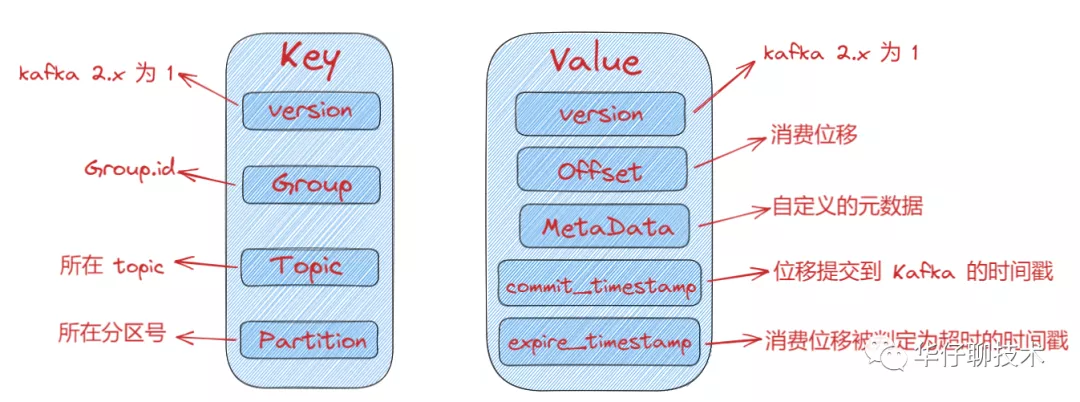 Key
kafka 2.x 为 1
version
Group.id
Group
所在 topic
Topic
所在分区号
Partition
Value
kafka 2.x 为 1
version
消费位移
Offset
自定义的元数据
MetaData
位移提交到 Kafka 的时间戳
commit_timestamp
消费位移被判定为超时的时间戳
expire_timestamp
华仔聊技术